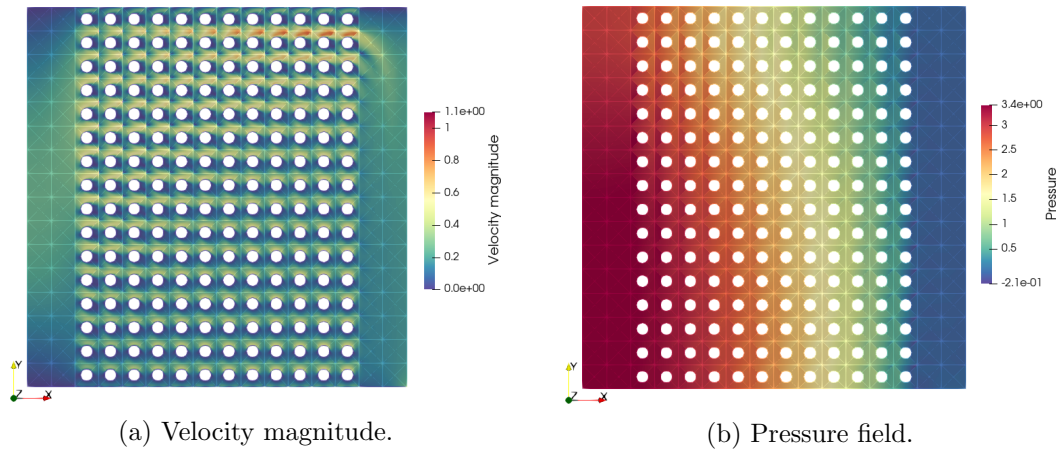 1.1e+00
1
0.8
0.6
0.4
0.2
0.0e+00
Velocity magnitude
Y
Z
X
(a) Velocity magnitude.
3.4e+00
3
2.5
2
1.5
1
0.5
-2.1e-01
Pressure
Y
Z
X
(b) Pressure field.